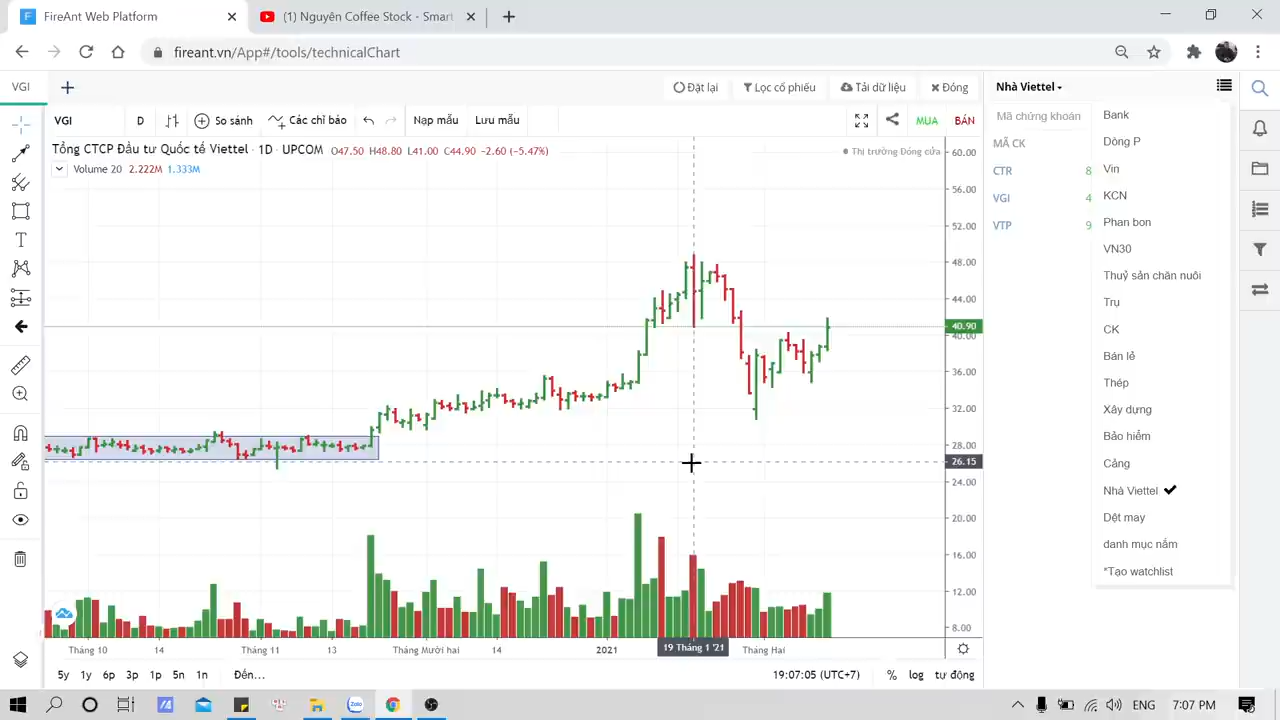 FireAnt Web Platform
(1) Nguyên Coffee Stock - Smart
fireant.vn/App#/tools/technicalChart
VGI
Đặt lại
Lọc cổ phiếu
Tải dữ liệu
Đóng
Nhà Viettel
VGI
D
So sánh
Các chỉ báo
Nạp mẫu
Lưu mẫu
MUA
BÁN
Mã chứng khoán
Tổng CTCP Đầu tư Quốc tế Viettel · 1D · UPCOM O47.50 H48.80 L41.00 C44.90 −2.60 (−5.47%)
Thị trường Đóng cửa
Volume 20 2.222M 1.333M
60.00
56.00
52.00
48.00
44.00
40.90
40.00
36.00
32.00
28.00
26.15
24.00
20.00
16.00
12.00
8.00
MÃ CK
CTR 8
VGI 4
VTP 9
Bank
Dòng P
Vin
KCN
Phan bon
VN30
Thuỷ sản chăn nuôi
Trụ
CK
Bán lẻ
Thép
Xây dựng
Bảo hiểm
Cảng
Nhà Viettel
Dệt may
danh mục nắm
*Tạo watchlist
Tháng 10
14
Tháng 11
13
Tháng Mười hai
14
2021
19 Tháng 1 '21
Tháng Hai
5y 1y 6p 3p 1p 5n 1n Đến...
19:07:05 (UTC+7)
% log tự động
Zalo
ENG
7:07 PM